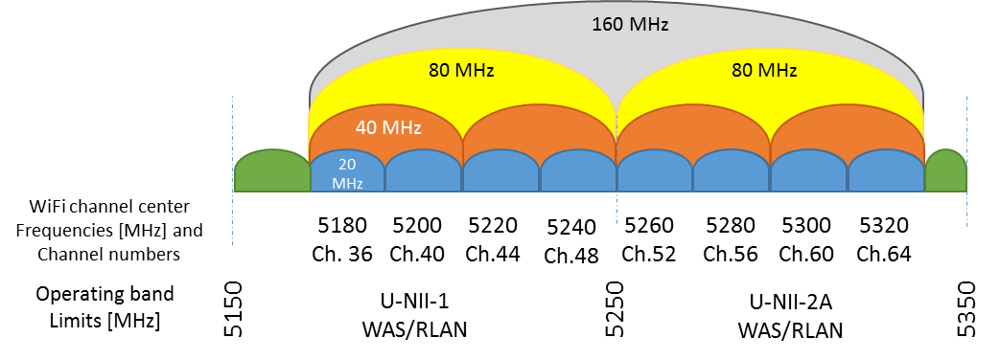 160 MHz
80 MHz
80 MHz
40 MHz
20
MHz
WiFi channel center
Frequencies [MHz] and
Channel numbers
5180
Ch. 36
5200
Ch.40
5220
Ch.44
5240
Ch.48
5260
Ch.52
5280
Ch.56
5300
Ch.60
5320
Ch.64
Operating band
Limits [MHz]
5150
U-NII-1
WAS/RLAN
5250
U-NII-2A
WAS/RLAN
5350